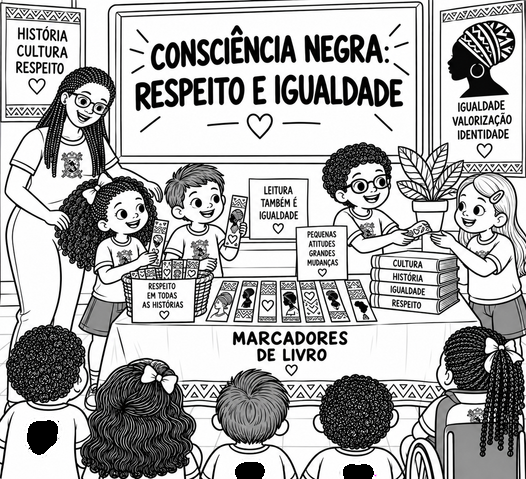 HISTÓRIA
CULTURA
RESPEITO
CONSCIÊNCIA NEGRA:
RESPEITO E IGUALDADE
IGUALDADE
VALORIZAÇÃO
IDENTIDADE
LEITURA
TAMBÉM É
IGUALDADE
PEQUENAS
ATITUDES
GRANDES
MUDANÇAS
RESPEITO
EM TODAS
AS HISTÓRIAS
CULTURA
HISTÓRIA
IGUALDADE
RESPEITO
MARCADORES
DE LIVRO